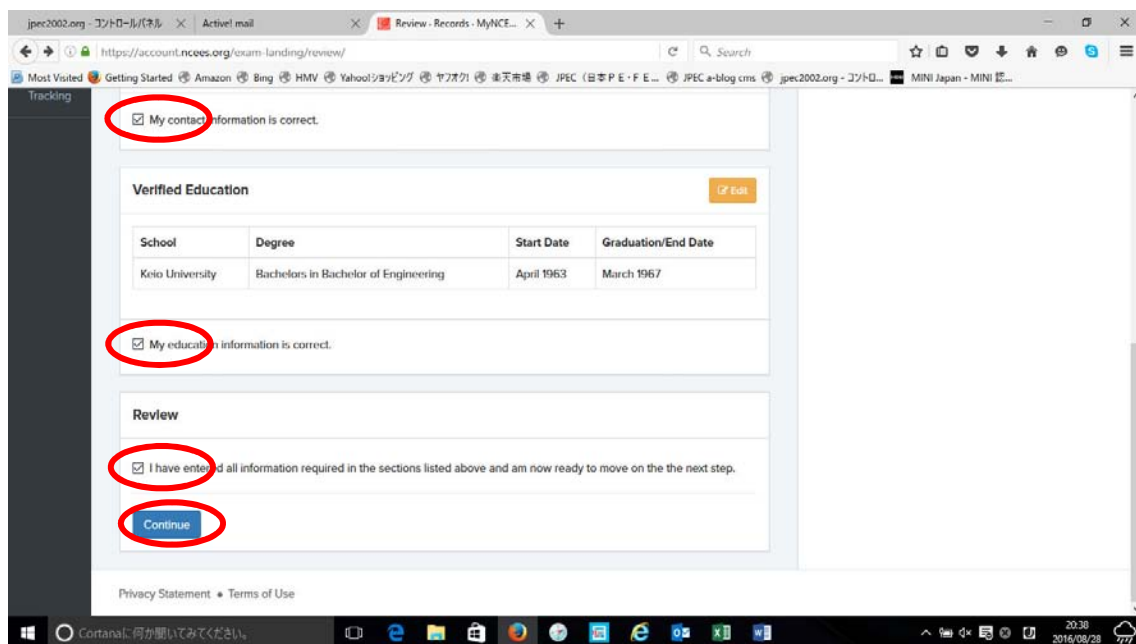 jpec2002.org - コントロールパネル
Active! mail
Review - Records - MyNCE...
https://account.ncees.org/exam-landing/review/
Search
Most Visited Getting Started Amazon Bing HMV Yahoo!ショッピング ヤフオク! 楽天市場 JPEC (日本ＰＥ・ＦＥ... JPEC a-blog cms jpec2002.org - コントロ... MINI Japan - MINI 認...
Tracking
My contact information is correct.
Verified Education
Edit
School Degree Start Date Graduation/End Date
Keio University Bachelors in Bachelor of Engineering April 1963 March 1967
My education information is correct.
Review
I have entered all information required in the sections listed above and am now ready to move on the the next step.
Continue
Privacy Statement • Terms of Use
Cortanaに何か聞いてみてください。
20:38
2016/08/28